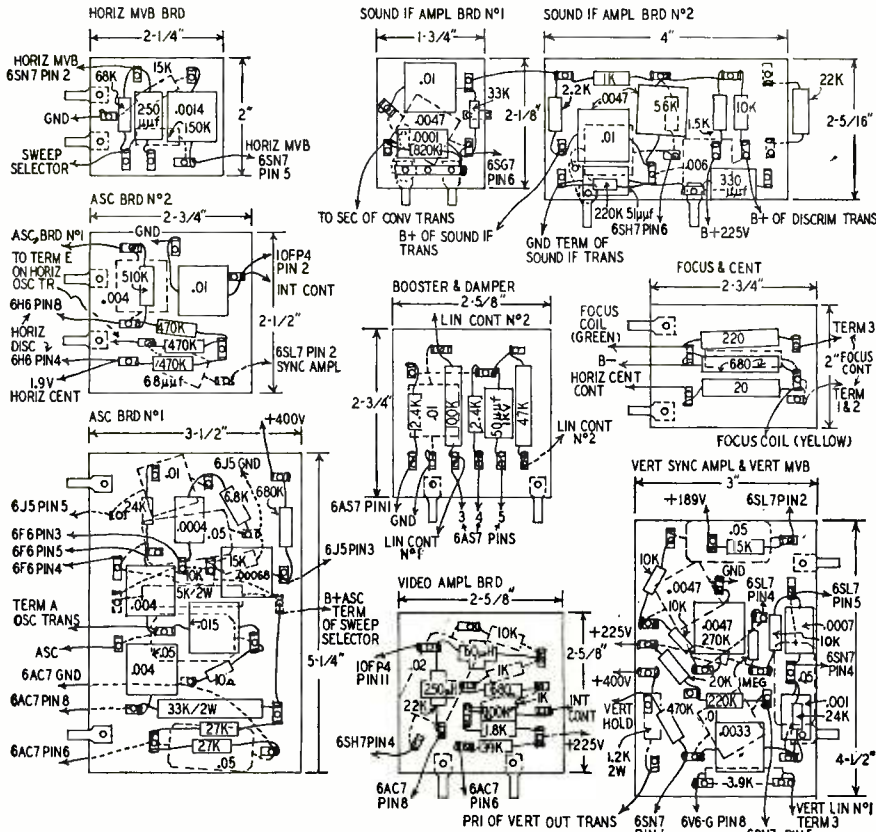 HORIZ MVB BRD
2-1/4"
HORIZ MVB
6SN7 PIN 2
15K
68K
250
μμf
.0014
150K
2"
GND
SWEEP
SELECTOR
HORIZ MVB
6SN7
PIN 5
SOUND IF AMPL BRD Nº1
1-3/4"
.01
33K
.0047
.0001
820K
2-1/8"
6SG7
PIN 6
TO SEC OF CONV TRANS
SOUND IF AMPL BRD Nº2
4"
1K
2.2K
.0047
56K
10K
22K
1.5K
.01
.006
330
μμf
2-5/16"
220K
51μμf
6SH7 PIN6
B+ OF SOUND IF
TRANS
GND TERM OF
SOUND IF TRANS
B+225V
B+ OF DISCRIM TRANS
ASC BRD Nº2
2-3/4"
GND
ASC BRD Nº1
TO TERM E
ON HORIZ
OSC TR
6H6 PIN8
HORIZ
DISC
6H6 PIN4
1.9V
HORIZ CENT
510K
.004
.01
470K
470K
470K
68μμf
10FP4
PIN 2
INT CONT
2-1/2"
6SL7 PIN 2
SYNC AMPL
BOOSTER & DAMPER
2-5/8"
LIN CONT Nº2
2-3/4"
2.4K
.01
100K
2.4K
50μμf
1KV
47K
LIN CONT
Nº2
6AS7 PIN1
GND
LIN CONT
Nº1
3 4 5
6AS7 PINS
FOCUS & CENT
2-3/4"
FOCUS
COIL
(GREEN)
B-
HORIZ CENT
CONT
220
680
20
TERM 3
2"
FOCUS
CONT
TERM
1 & 2
FOCUS COIL (YELLOW)
ASC BRD Nº1
3-1/2"
+400V
.01
6J5 GND
24K
6.8K
680K
.0004
.05
6J5 PIN 5
6F6 PIN3
6F6 PIN5
6F6 PIN4
15K
10K
.00068
5K/2W
.004
6J5 PIN3
TERM A
OSC TRANS
.015
B+ASC
TERM
OF SWEEP
SELECTOR
ASC
.05
.004
5-1/4"
6AC7 GND
6AC7 PIN8
33K/2W
27K
27K
6AC7 PIN6
.05
VIDEO AMPL BRD
2-5/8"
10K
10FP4
PIN11
.02
1K
250μH
680
1K
22K
1.8K
39K
2-5/8"
INT
CONT
+225V
6SH7PIN4
6AC7
PIN 8
6AC7
PIN 6
VERT SYNC AMPL & VERT MVB
3"
+189V
6SL7PIN2
.05
15K
10K
GND
.0047
6SL7
PIN4
6SL7
PIN 5
10K
.0047
270K
.0007
10K
+225V
+400V
6SN7
PIN4
20K
1MEG
.05
220K
470K
.01
.001
24K
VERT
HOLD
.0033
1.2K
2W
3.9K
4-1/2"
PRI OF VERT OUT TRANS
6SN7
6V6-G PIN8
VERT LIN Nº1
TERM 3